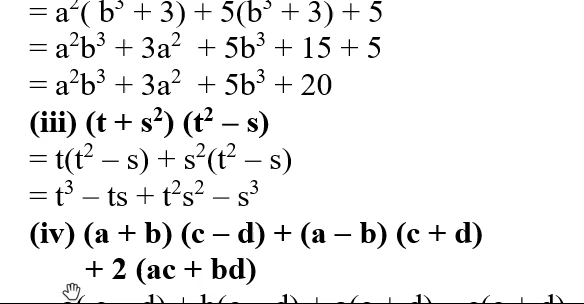 = a²( b³ + 3) + 5(b³ + 3) + 5
= a²b³ + 3a² + 5b³ + 15 + 5
= a²b³ + 3a² + 5b³ + 20
(iii) (t + s²) (t² – s)
= t(t² – s) + s²(t² – s)
= t³ – ts + t²s² – s³
(iv) (a + b) (c – d) + (a – b) (c + d)
+ 2 (ac + bd)